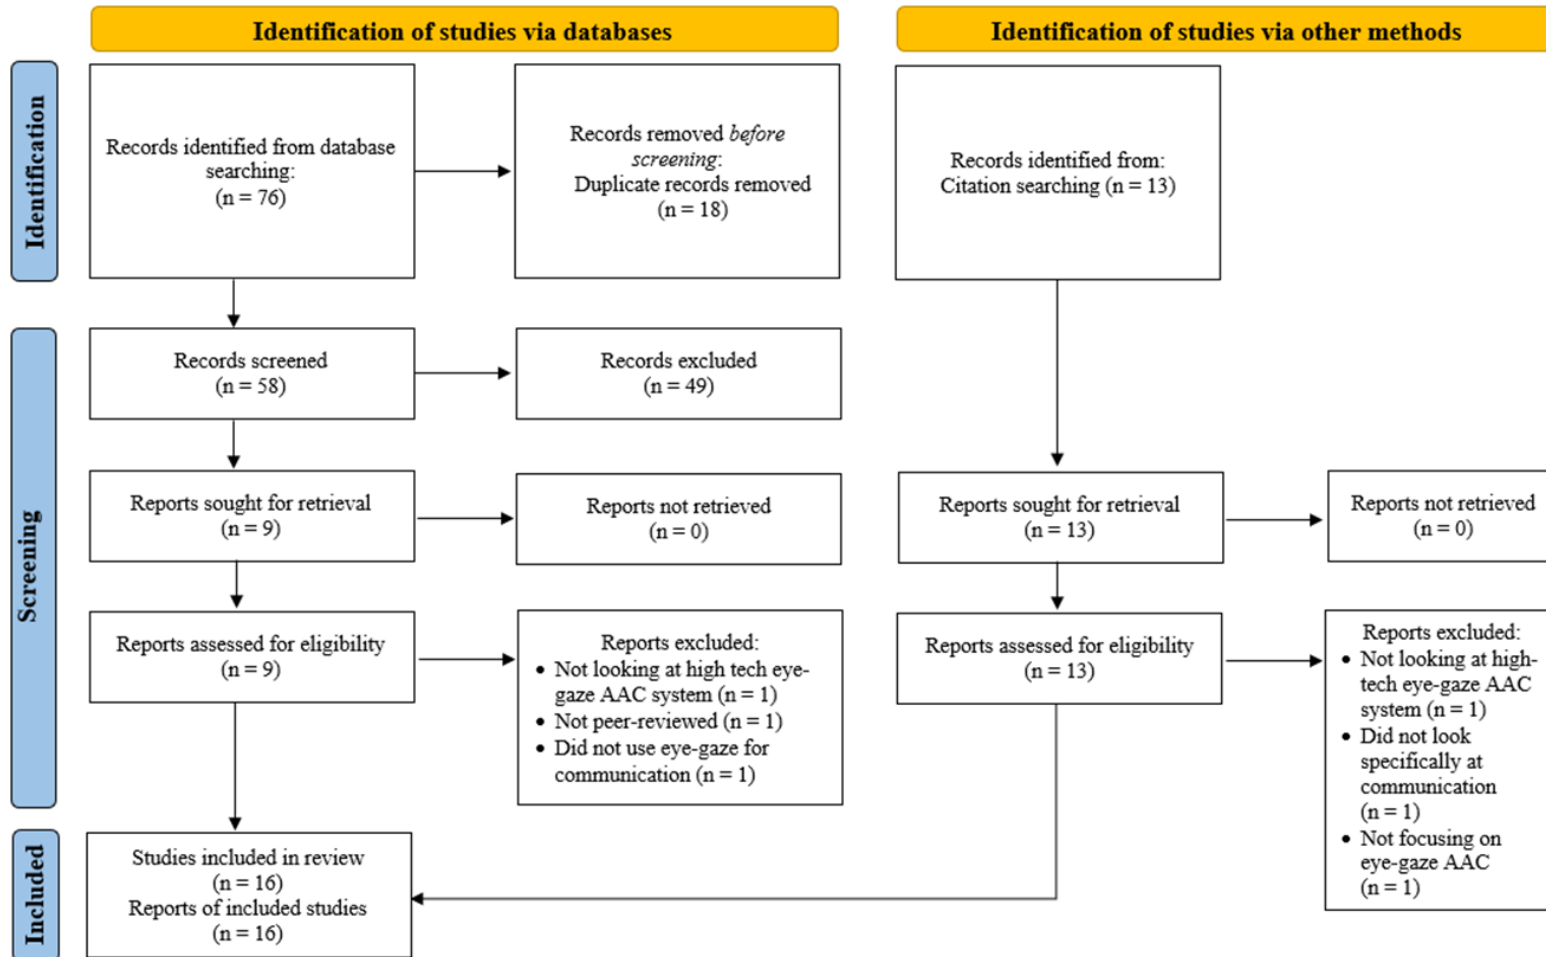 Identification of studies via databases
Identification of studies via other methods
Identification
Records identified from database
searching:
(n = 76)
Records removed before
screening:
Duplicate records removed
(n = 18)
Records identified from:
Citation searching (n = 13)
Screening
Records screened
(n = 58)
Records excluded
(n = 49)
Reports sought for retrieval
(n = 9)
Reports not retrieved
(n = 0)
Reports sought for retrieval
(n = 13)
Reports not retrieved
(n = 0)
Reports assessed for eligibility
(n = 9)
Reports excluded:
• Not looking at high tech eye-
gaze AAC system (n = 1)
• Not peer-reviewed (n = 1)
• Did not use eye-gaze for
communication (n = 1)
Reports assessed for eligibility
(n = 13)
Reports excluded:
• Not looking at high-
tech eye-gaze AAC
system (n = 1)
• Did not look
specifically at
communication
(n = 1)
• Not focusing on
eye-gaze AAC
(n = 1)
Included
Studies included in review
(n = 16)
Reports of included studies
(n = 16)